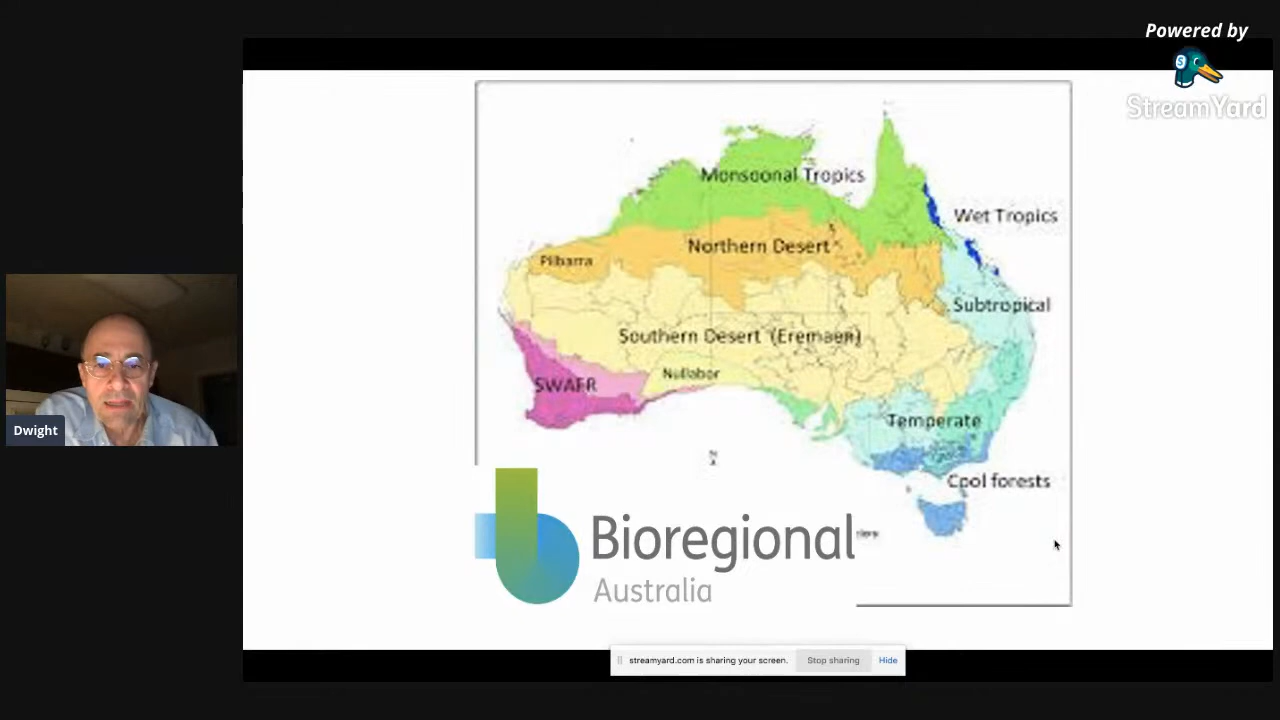 Powered by
StreamYard
Monsoonal Tropics
Wet Tropics
Northern Desert
Pilbarra
Subtropical
Southern Desert (Eremaen)
Nullabor
SWAFR
Temperate
Cool forests
Dwight
Bioregional
Australia
streamyard.com is sharing your screen.
Stop sharing
Hide